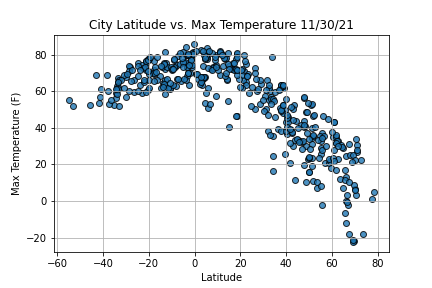 City Latitude vs. Max Temperature 11/30/21
Max Temperature (F)
80
60
40
20
0
−20
−60 −40 −20 0 20 40 60 80
Latitude